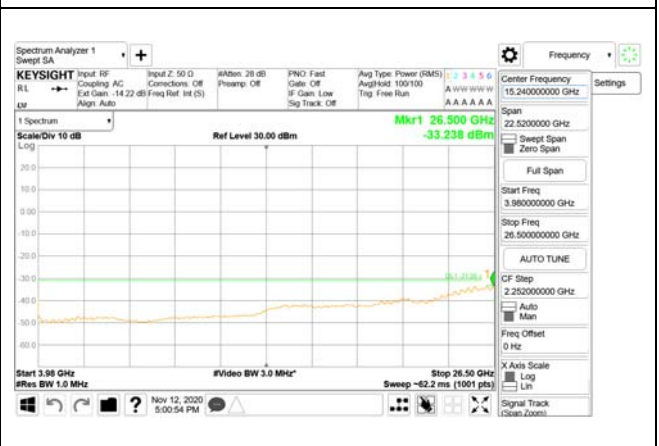 Spectrum Analyzer 1
Swept SA
Frequency
KEYSIGHT
RL
Input: RF
Coupling: AC
Ext Gain: -14.22 dB
Align: Auto
Input Z: 50 Ω
Corrections: Off
Freq Ref: Int (S)
#Atten: 28 dB
Preamp: Off
PNO: Fast
Gate: Off
IF Gain: Low
Sig Track: Off
Avg Type: Power (RMS)
Avg|Hold: 100/100
Trig: Free Run
1 2 3 4 5 6
A W W W W W
A A A A A A
1 Spectrum
Scale/Div 10 dB
Log
Ref Level 30.00 dBm
Mkr1 26.500 GHz
-33.238 dBm
20.0
10.0
0.00
-10.0
-20.0
-30.0
-40.0
-50.0
-60.0
1
Start 3.98 GHz
#Res BW 1.0 MHz
#Video BW 3.0 MHz*
Stop 26.50 GHz
Sweep ~62.2 ms (1001 pts)
Nov 12, 2020
5:00:54 PM
Center Frequency
15.240000000 GHz
Settings
Span
22.5200000 GHz
Swept Span
Zero Span
Full Span
Start Freq
3.980000000 GHz
Stop Freq
26.500000000 GHz
AUTO TUNE
CF Step
2.252000000 GHz
Auto
Man
Freq Offset
0 Hz
X Axis Scale
Log
Lin
Signal Track
(Span Zoom)